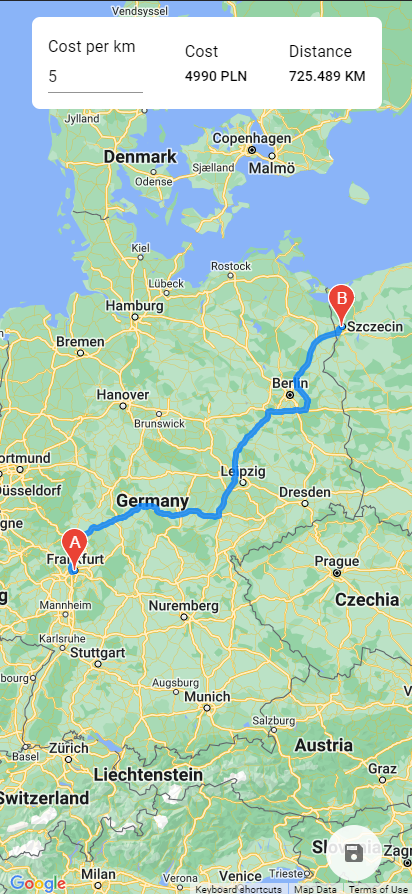 Vendsyssel
Cost per km
Cost
Distance
5
4990 PLN
725.489 KM
Jylland
Copenhagen
Denmark
Sjælland
Malmö
Odense
Kiel
Rostock
Lübeck
B
Hamburg
Szczecin
Bremen
Berlin
Hanover
Brunswick
ortmund
Leipzig
üsseldorf
Dresden
Germany
gne
A
Frankfurt
Prague
g
Czechia
Mannheim
Nuremberg
Karlsruhe
Stuttgart
bourg
Augsburg
Munich
V
Salzburg
Zürich
Austria
Basel
Liechtenstein
Graz
Switzerland
Slovenia
Zagr
Google
Milan
Verona
Venice
Trieste
Keyboard shortcuts
Map Data
Terms of Use